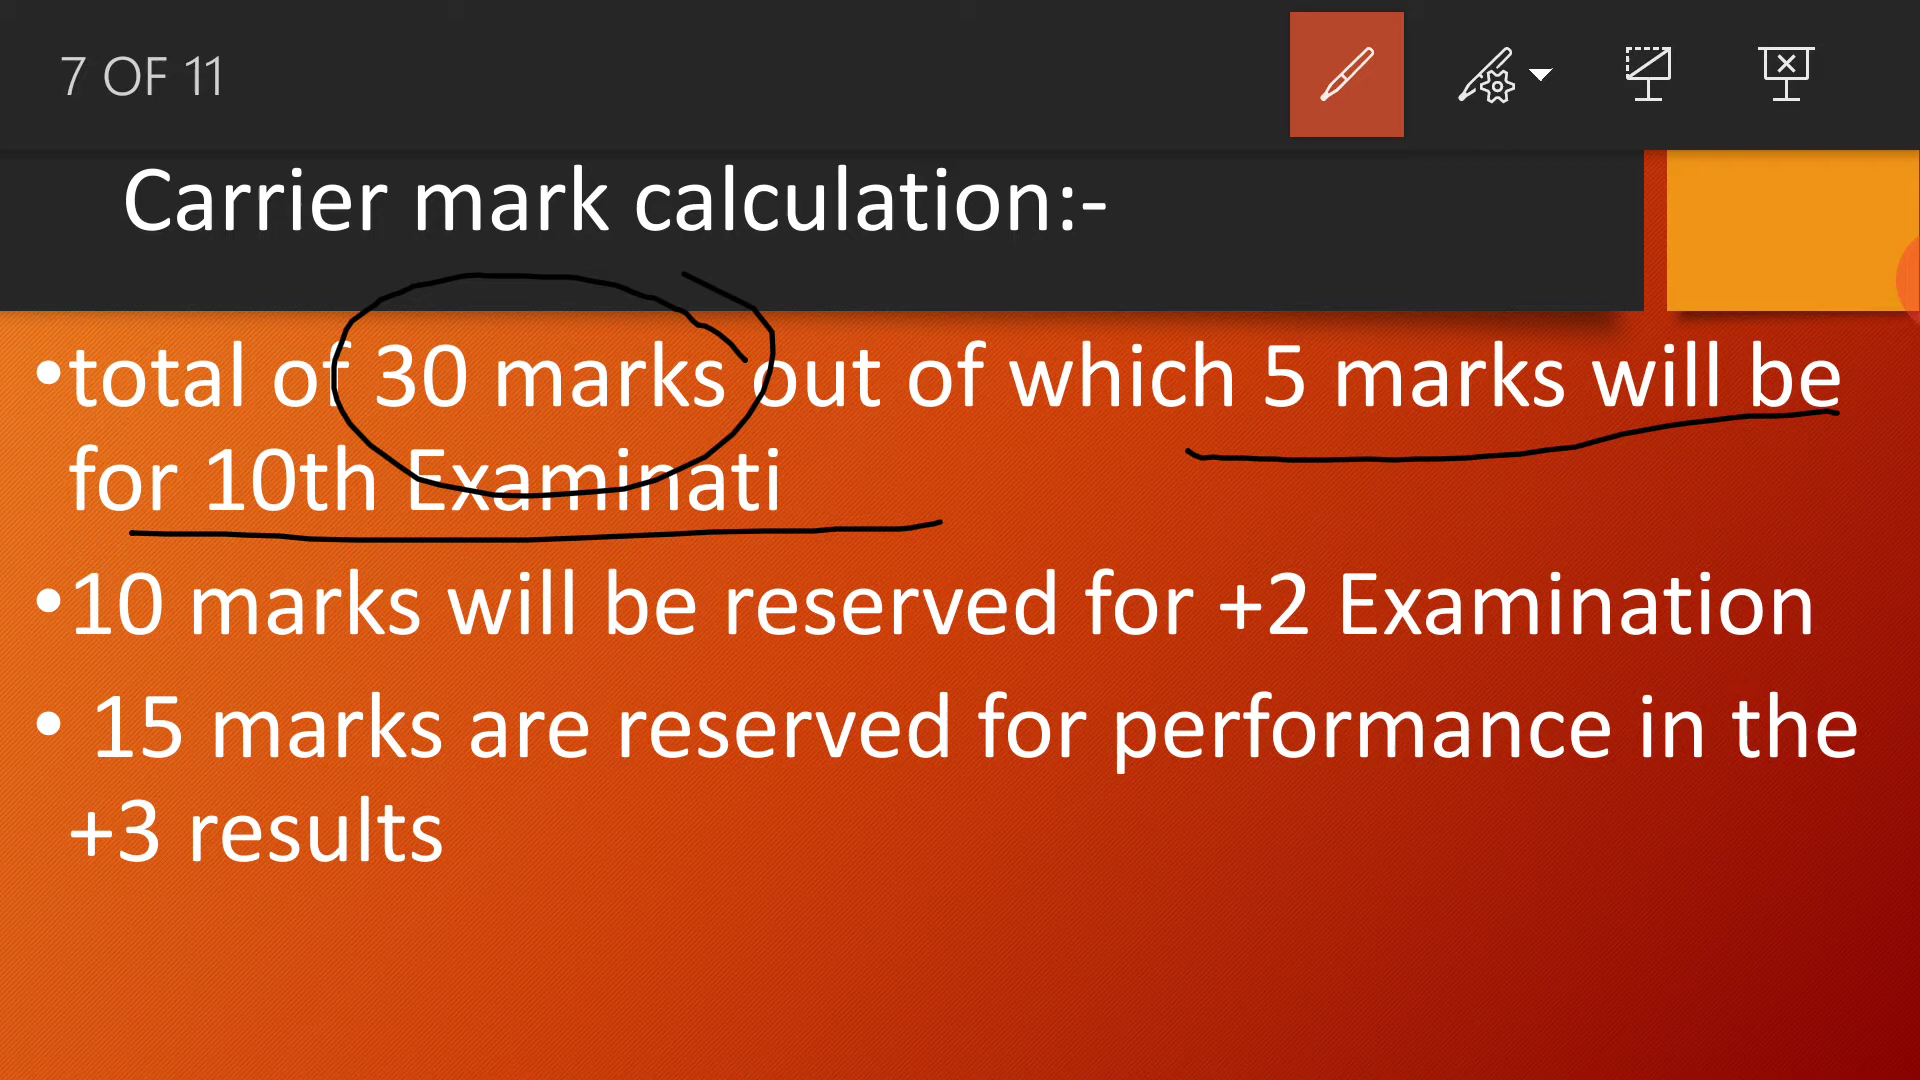 7 OF 11
Carrier mark calculation:-
•total of 30 marks out of which 5 marks will be
for 10th Examinati
•10 marks will be reserved for +2 Examination
• 15 marks are reserved for performance in the
+3 results